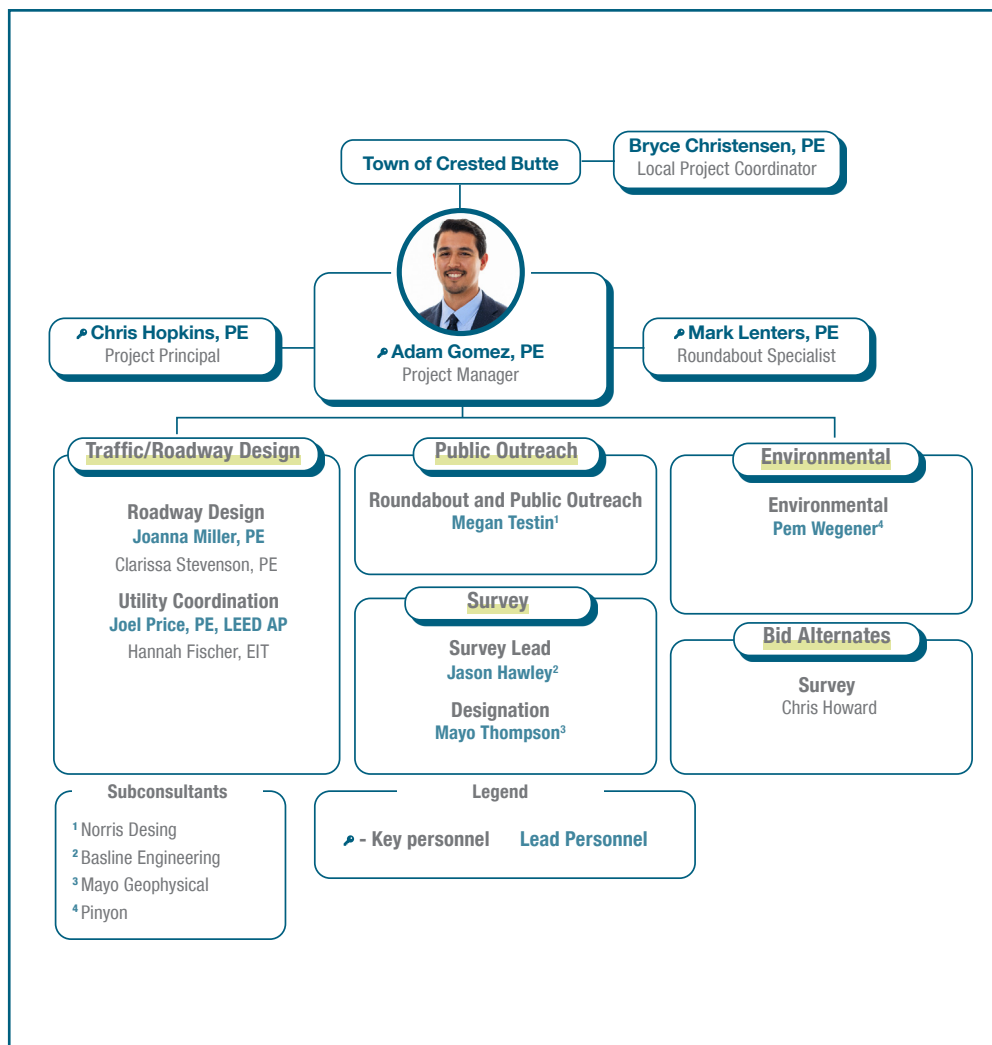 Town of Crested Butte
Bryce Christensen, PE
Local Project Coordinator
Chris Hopkins, PE
Project Principal
Adam Gomez, PE
Project Manager
Mark Lenters, PE
Roundabout Specialist
Traffic/Roadway Design
Roadway Design
Joanna Miller, PE
Clarissa Stevenson, PE
Utility Coordination
Joel Price, PE, LEED AP
Hannah Fischer, EIT
Public Outreach
Roundabout and Public Outreach
Megan Testin¹
Survey
Survey Lead
Jason Hawley²
Designation
Mayo Thompson³
Environmental
Environmental
Pem Wegener⁴
Bid Alternates
Survey
Chris Howard
Subconsultants
¹ Norris Desing
² Basline Engineering
³ Mayo Geophysical
⁴ Pinyon
Legend
- Key personnel Lead Personnel